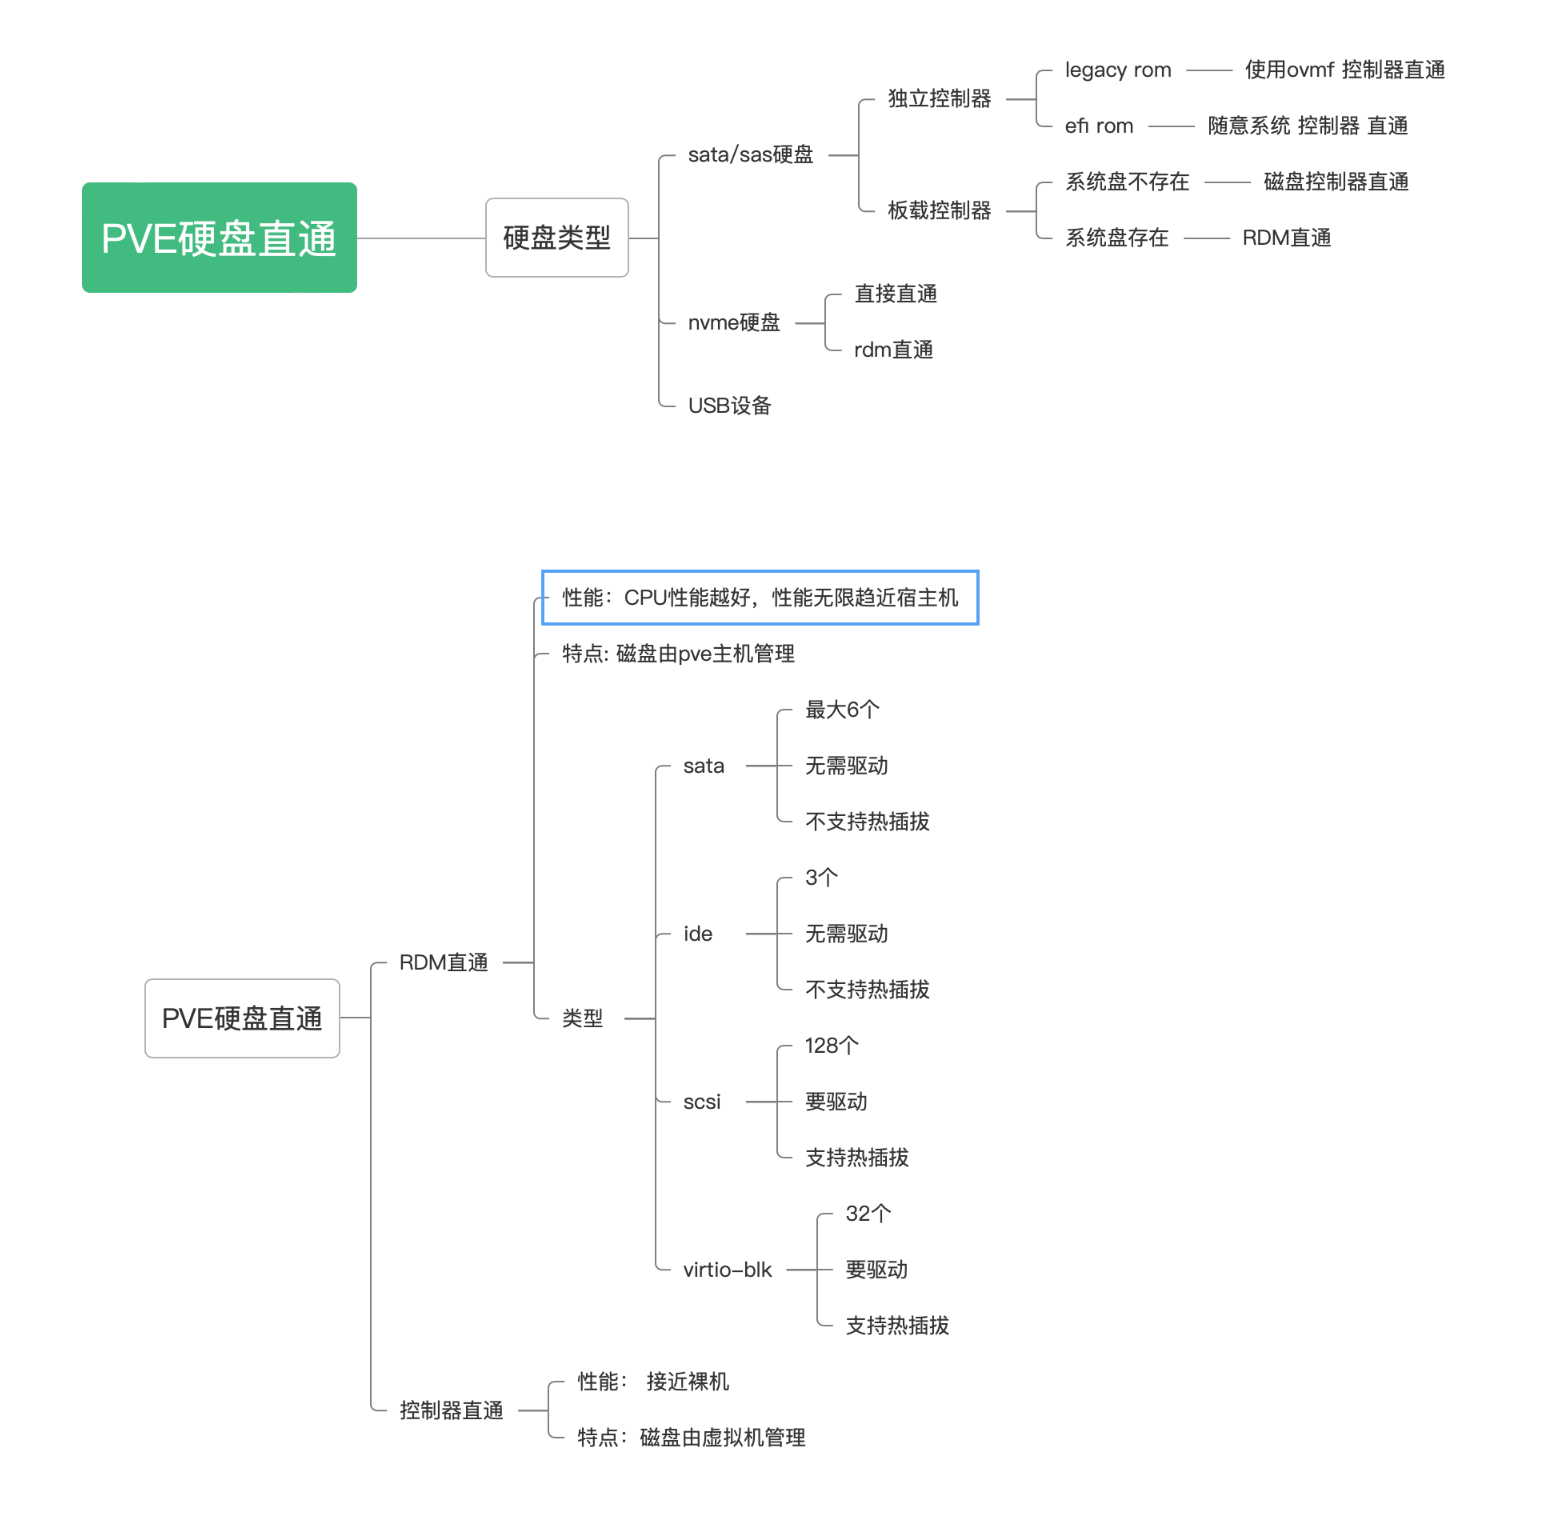 PVE硬盘直通
硬盘类型
sata/sas硬盘
独立控制器
legacy rom
使用ovmf 控制器直通
efi rom
随意系统 控制器 直通
板载控制器
系统盘不存在
磁盘控制器直通
系统盘存在
RDM直通
nvme硬盘
直接直通
rdm直通
USB设备
PVE硬盘直通
RDM直通
性能：CPU性能越好，性能无限趋近宿主机
特点: 磁盘由pve主机管理
类型
sata
最大6个
无需驱动
不支持热插拔
ide
3个
无需驱动
不支持热插拔
scsi
128个
要驱动
支持热插拔
virtio-blk
32个
要驱动
支持热插拔
控制器直通
性能： 接近裸机
特点：磁盘由虚拟机管理